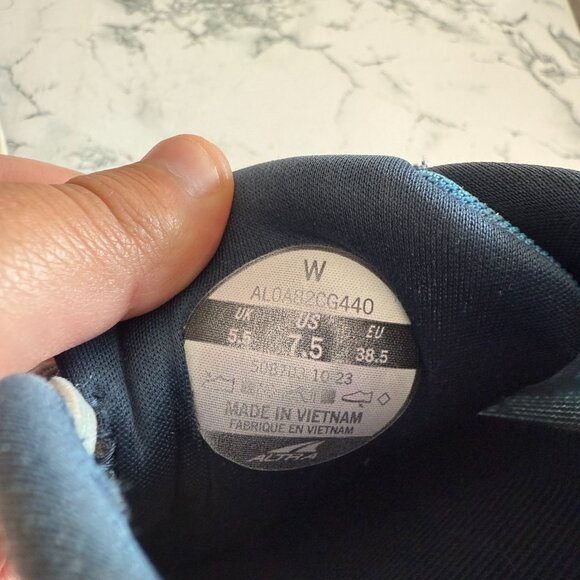 W
AL0A82CG440
UK US EU
5.5 7.5 38.5
10-23
MADE IN VIETNAM
FABRIQUE EN VIETNAM
ALTRA